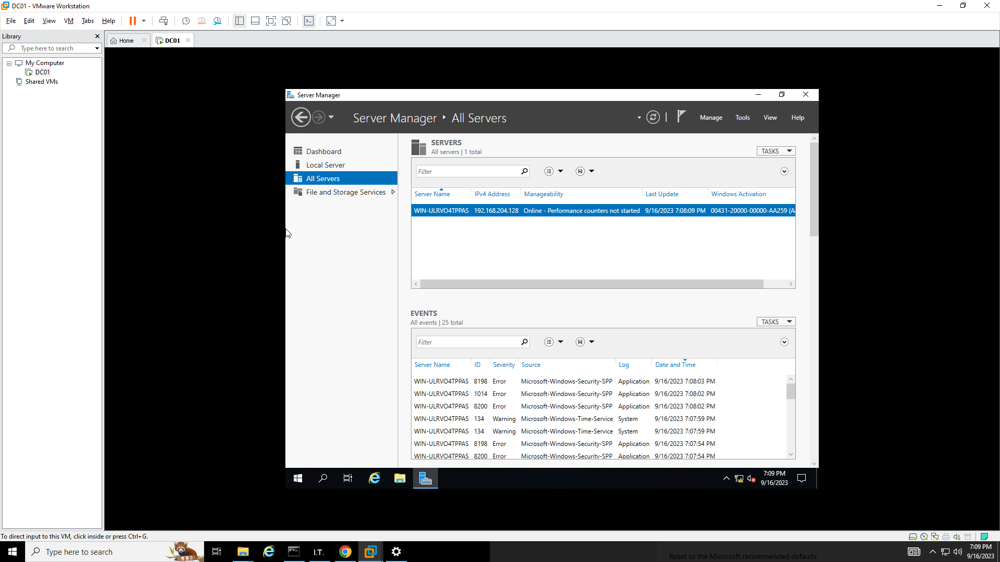 DC01 - VMware Workstation
File Edit View VM Tabs Help
Library
Home
DC01
Type here to search
My Computer
DC01
Shared VMs
Server Manager
Server Manager ‣ All Servers
Manage Tools View Help
Dashboard
Local Server
All Servers
File and Storage Services
SERVERS
All servers | 1 total
TASKS
Filter
Server Name IPv4 Address Manageability Last Update Windows Activation
WIN-ULRVO4TPPAS 192.168.204.128 Online - Performance counters not started 9/16/2023 7:08:09 PM 00431-20000-00000-AA259 (A
EVENTS
All events | 25 total
TASKS
Filter
Server Name ID Severity Source Log Date and Time
WIN-ULRVO4TPPAS 8198 Error Microsoft-Windows-Security-SPP Application 9/16/2023 7:08:03 PM
WIN-ULRVO4TPPAS 1014 Error Microsoft-Windows-Security-SPP Application 9/16/2023 7:08:02 PM
WIN-ULRVO4TPPAS 8200 Error Microsoft-Windows-Security-SPP Application 9/16/2023 7:08:02 PM
WIN-ULRVO4TPPAS 134 Warning Microsoft-Windows-Time-Service System 9/16/2023 7:07:59 PM
WIN-ULRVO4TPPAS 134 Warning Microsoft-Windows-Time-Service System 9/16/2023 7:07:59 PM
WIN-ULRVO4TPPAS 8198 Error Microsoft-Windows-Security-SPP Application 9/16/2023 7:07:54 PM
WIN-ULRVO4TPPAS 8200 Error Microsoft-Windows-Security-SPP Application 9/16/2023 7:07:54 PM
7:09 PM
9/16/2023
To direct input to this VM, click inside or press Ctrl+G.
Type here to search
I.T.
Reset to the Microsoft recommended defaults
7:09 PM
9/16/2023